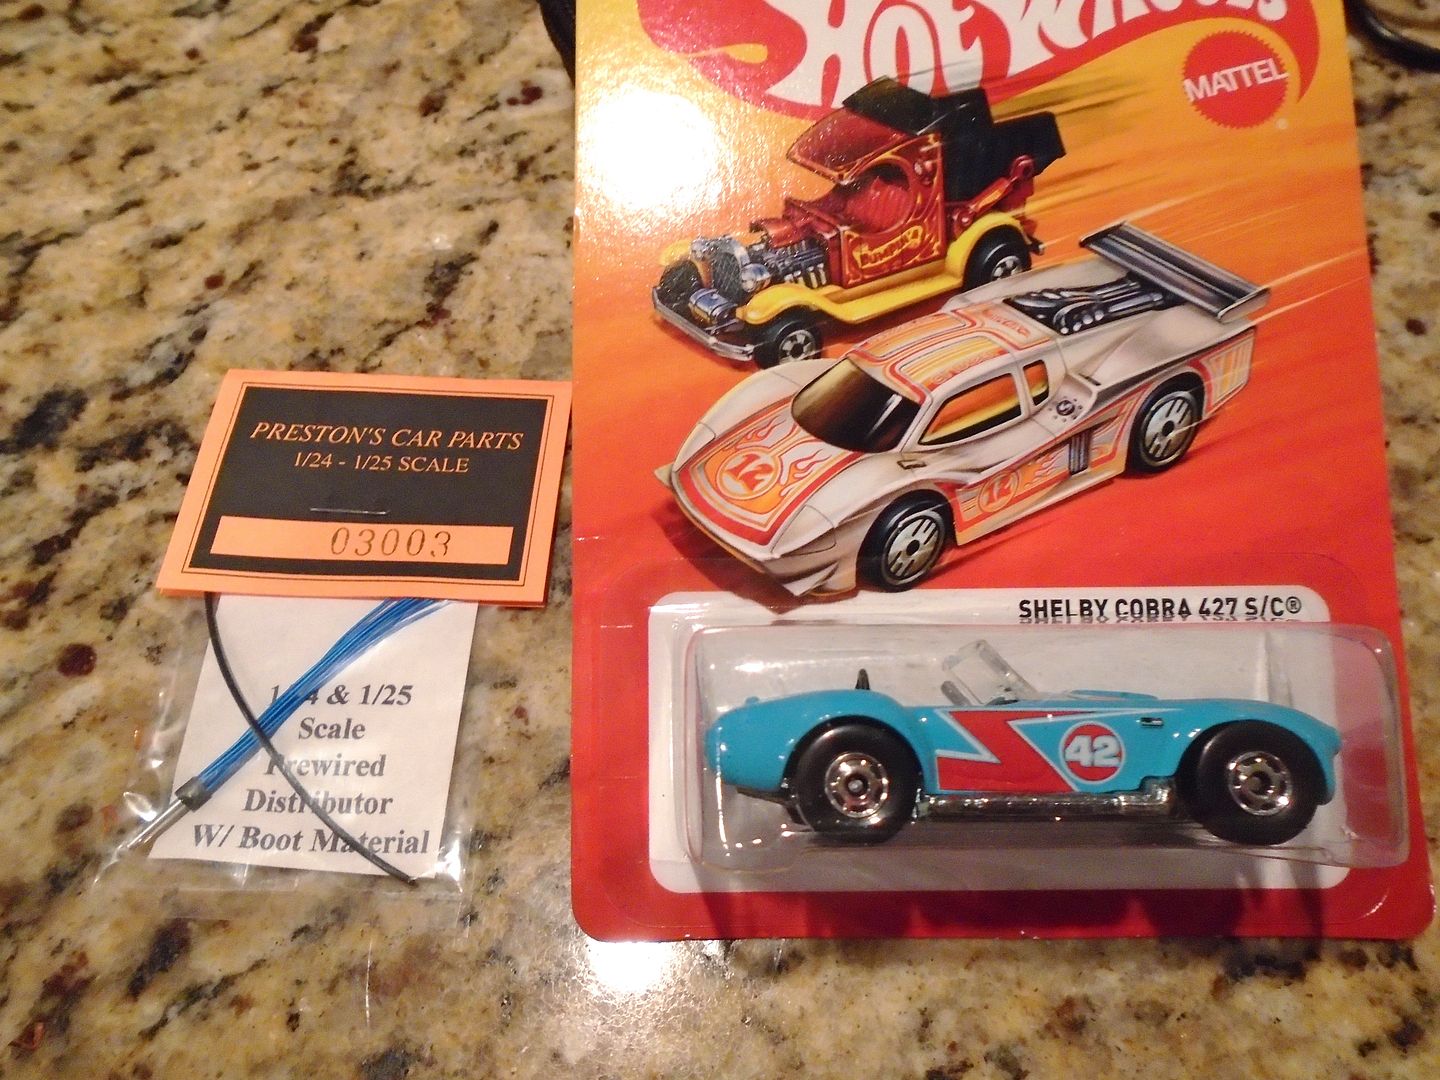 PRESTON'S CAR PARTS
1/24 - 1/25 SCALE
03003
& 1/25
Scale
Prewired
Distributor
W/ Boot Material
HOT WHEELS
MATTEL
12
12
SHELBY COBRA 427 S/C®
42